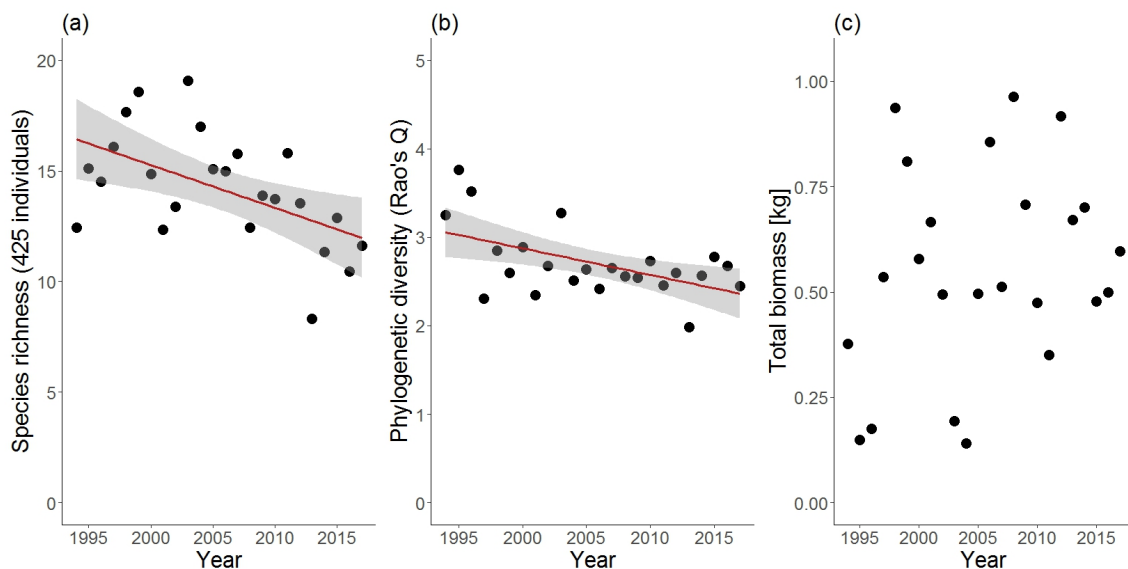 (a)
Species richness (425 individuals)
20
15
10
5
0
1995 2000 2005 2010 2015
Year
(b)
Phylogenetic diversity (Rao's Q)
5
4
3
2
1
0
1995 2000 2005 2010 2015
Year
(c)
Total biomass [kg]
1.00
0.75
0.50
0.25
0.00
1995 2000 2005 2010 2015
Year